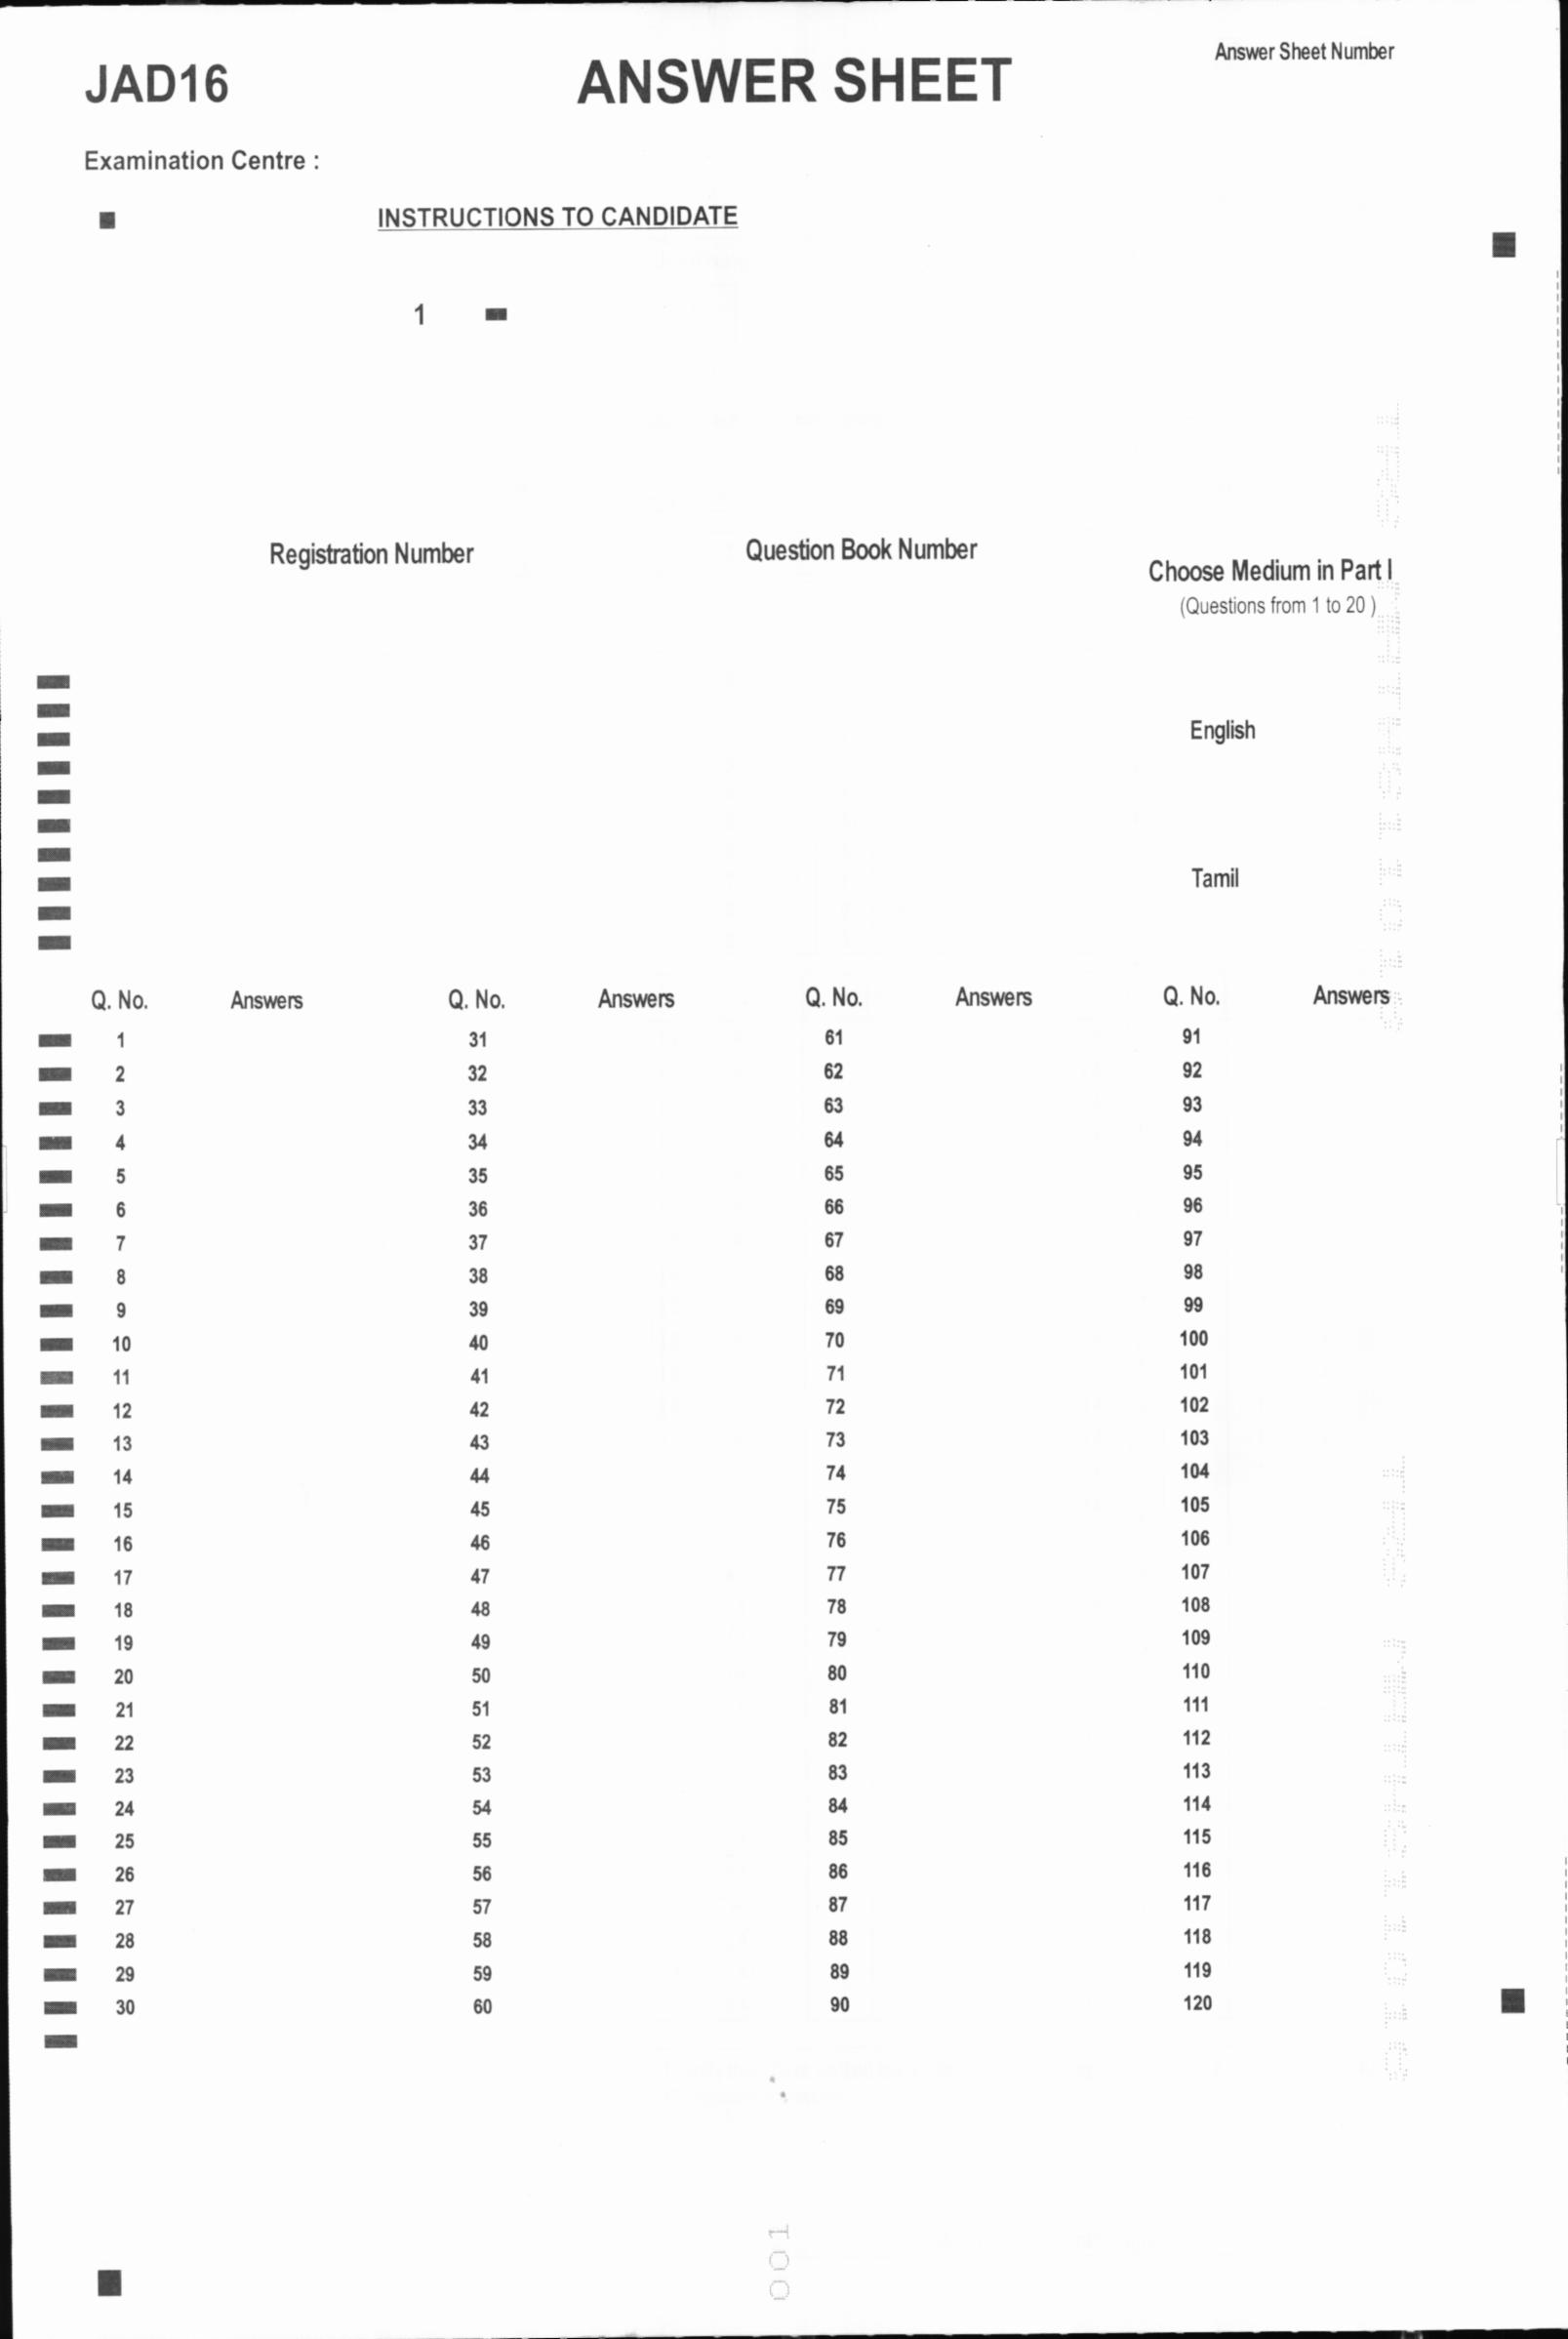 Answer Sheet Number
JAD16 ANSWER SHEET
Examination Centre :
INSTRUCTIONS TO CANDIDATE
1
Registration Number Question Book Number
Choose Medium in Part I
(Questions from 1 to 20 )
English
Tamil
Q. No. Answers Q. No. Answers Q. No. Answers Q. No. Answers
1 31 61 91
2 32 62 92
3 33 63 93
4 34 64 94
5 35 65 95
6 36 66 96
7 37 67 97
8 38 68 98
9 39 69 99
10 40 70 100
11 41 71 101
12 42 72 102
13 43 73 103
14 44 74 104
15 45 75 105
16 46 76 106
17 47 77 107
18 48 78 108
19 49 79 109
20 50 80 110
21 51 81 111
22 52 82 112
23 53 83 113
24 54 84 114
25 55 85 115
26 56 86 116
27 57 87 117
28 58 88 118
29 59 89 119
30 60 90 120
001